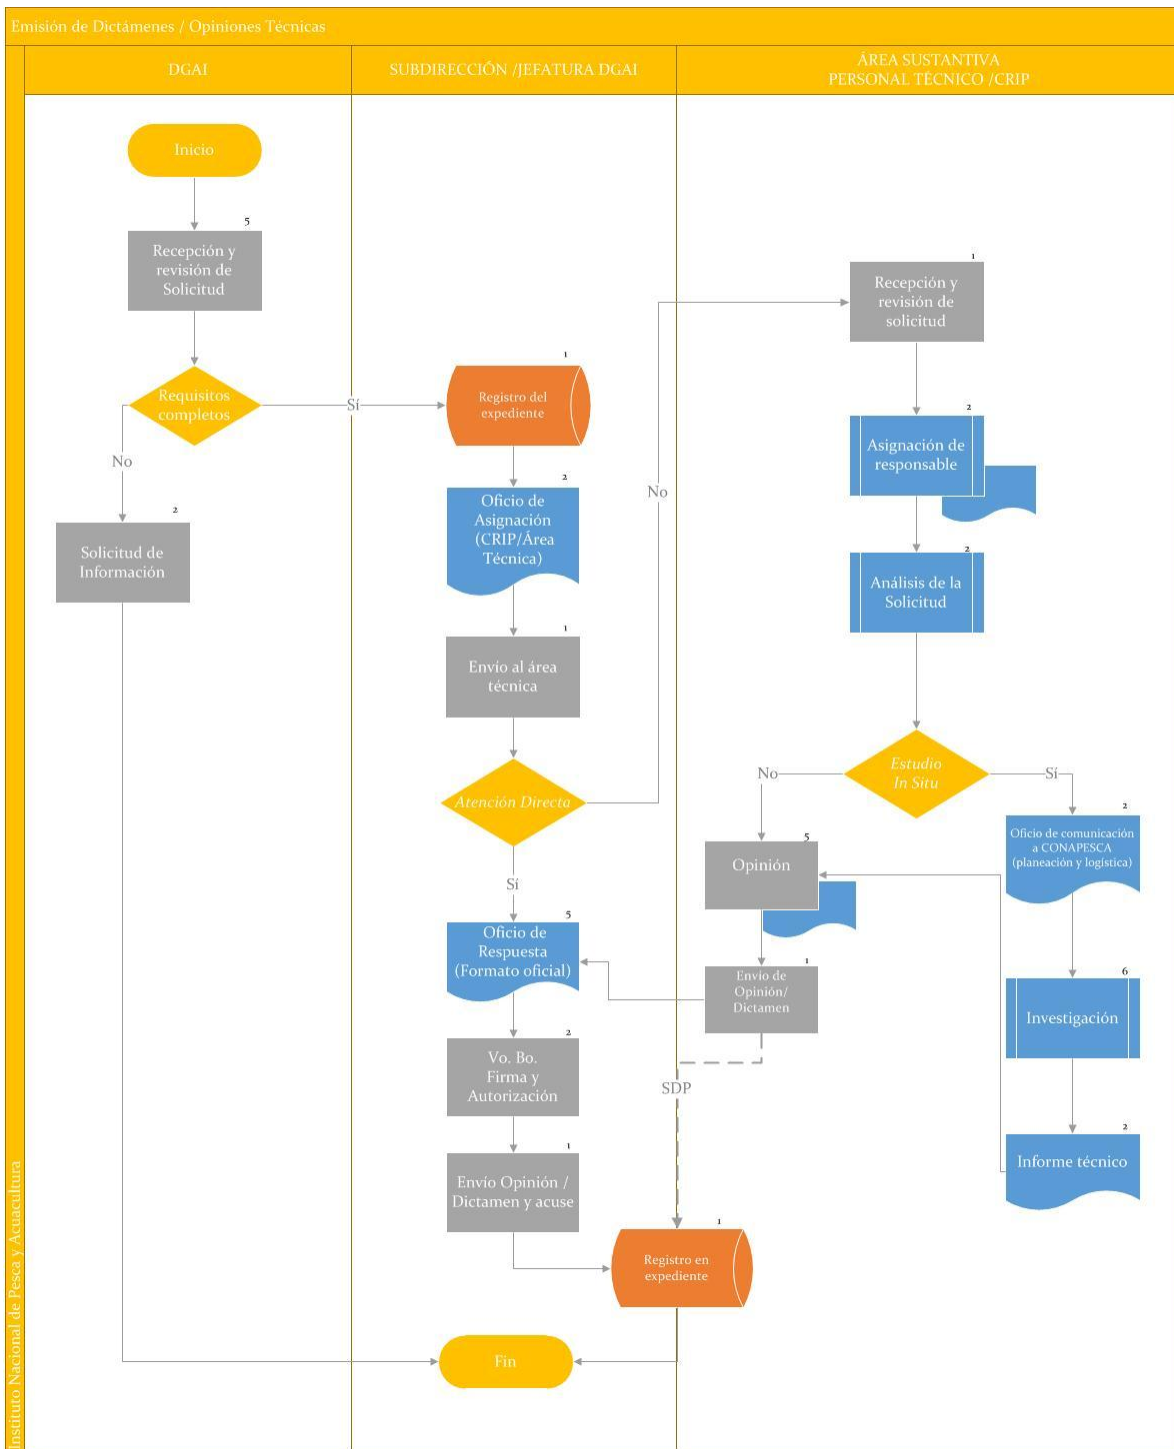 Emisión de Dictámenes / Opiniones Técnicas
DGAI
SUBDIRECCIÓN /JEFATURA DGAI
ÁREA SUSTANTIVA
PERSONAL TÉCNICO /CRIP
Instituto Nacional de Pesca y Acuacultura
Inicio
5
Recepción y
revisión de
Solicitud
Requisitos
completos
Sí
No
2
Solicitud de
Información
1
Registro del
expediente
2
Oficio de
Asignación
(CRIP/Área
Técnica)
1
Envío al área
técnica
Atención Directa
No
Sí
5
Oficio de
Respuesta
(Formato oficial)
2
Vo. Bo.
Firma y
Autorización
1
Envío Opinión /
Dictamen y acuse
1
Recepción y
revisión de
solicitud
2
Asignación de
responsable
2
Análisis de la
Solicitud
Estudio
In Situ
No
Sí
5
Opinión
1
Envío de
Opinión/
Dictamen
SDP
2
Oficio de comunicación
a CONAPESCA
(planeación y logística)
6
Investigación
2
Informe técnico
1
Registro en
expediente
Fin